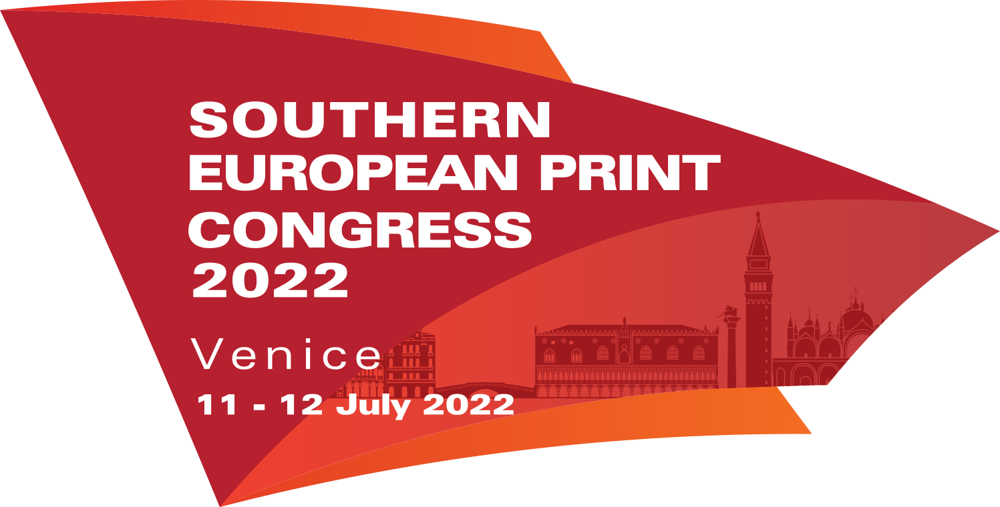 SOUTHERN
EUROPEAN PRINT
CONGRESS
2022
Venice
11 - 12 July 2022